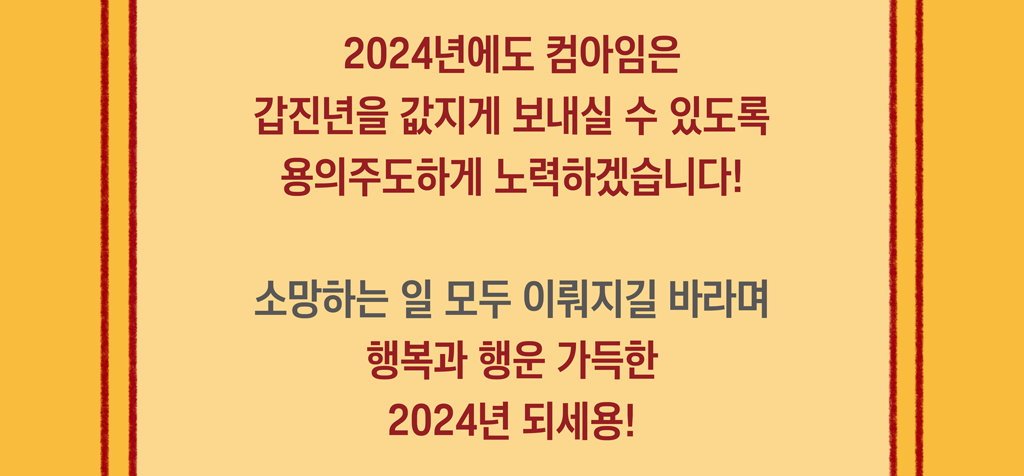 2024년에도 컴아임은
갑진년을 값지게 보내실 수 있도록
용의주도하게 노력하겠습니다!
소망하는 일 모두 이뤄지길 바라며
행복과 행운 가득한
2024년 되세용!